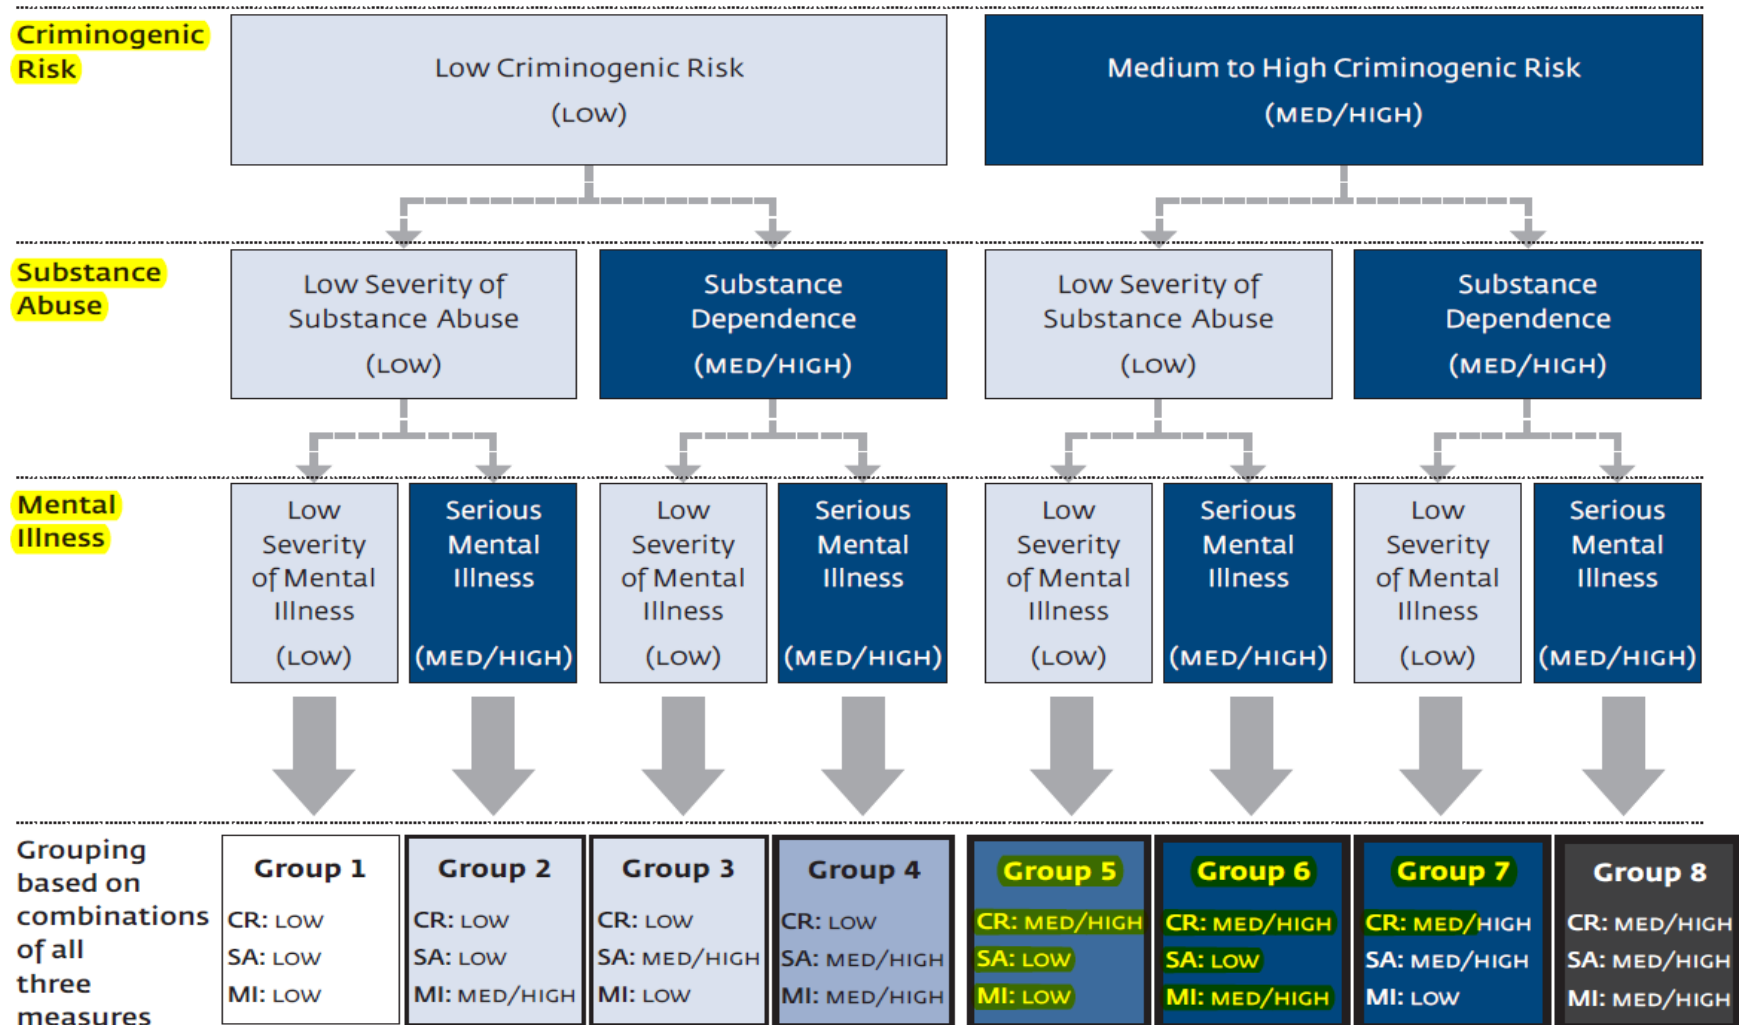 Criminogenic
Risk
Low Criminogenic Risk
(LOW)
Medium to High Criminogenic Risk
(MED/HIGH)
Substance
Abuse
Low Severity of
Substance Abuse
(LOW)
Substance
Dependence
(MED/HIGH)
Low Severity of
Substance Abuse
(LOW)
Substance
Dependence
(MED/HIGH)
Mental
Illness
Low
Severity
of Mental
Illness
(LOW)
Serious
Mental
Illness
(MED/HIGH)
Low
Severity
of Mental
Illness
(LOW)
Serious
Mental
Illness
(MED/HIGH)
Low
Severity
of Mental
Illness
(LOW)
Serious
Mental
Illness
(MED/HIGH)
Low
Severity
of Mental
Illness
(LOW)
Serious
Mental
Illness
(MED/HIGH)
Grouping
based on
combinations
of all
three
measures
Group 1
CR: LOW
SA: LOW
MI: LOW
Group 2
CR: LOW
SA: LOW
MI: MED/HIGH
Group 3
CR: LOW
SA: MED/HIGH
MI: LOW
Group 4
CR: LOW
SA: MED/HIGH
MI: MED/HIGH
Group 5
CR: MED/HIGH
SA: LOW
MI: LOW
Group 6
CR: MED/HIGH
SA: LOW
MI: MED/HIGH
Group 7
CR: MED/HIGH
SA: MED/HIGH
MI: LOW
Group 8
CR: MED/HIGH
SA: MED/HIGH
MI: MED/HIGH